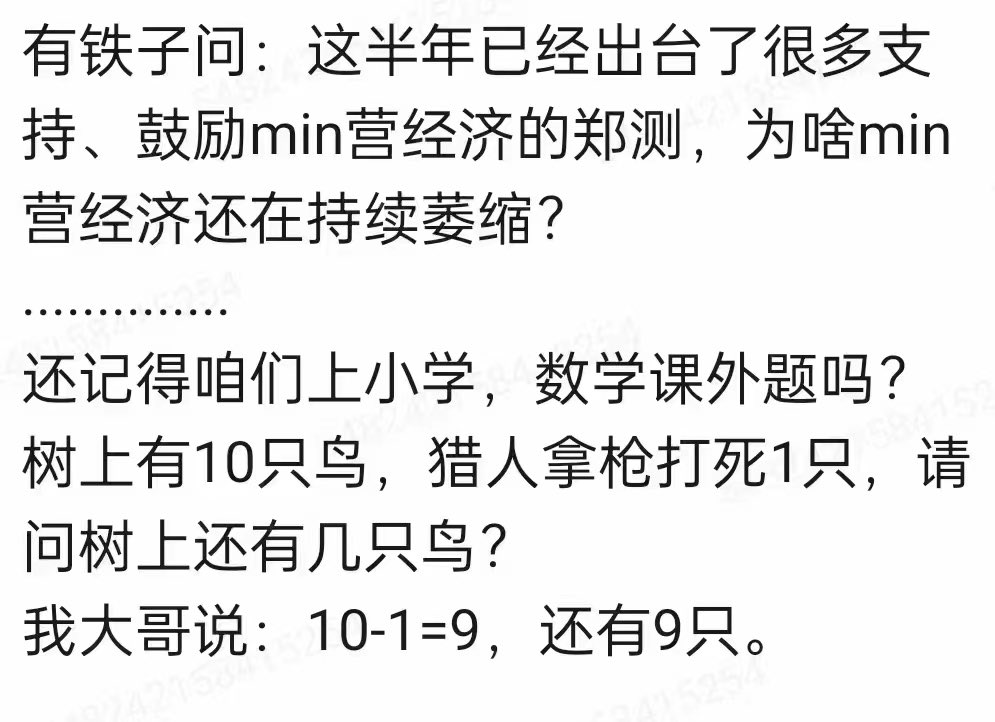 有铁子问：这半年已经出台了很多支
持、鼓励min营经济的郑测，为啥min
营经济还在持续萎缩？
..............
还记得咱们上小学，数学课外题吗？
树上有10只鸟，猎人拿枪打死1只，请
问树上还有几只鸟？
我大哥说：10-1=9，还有9只。